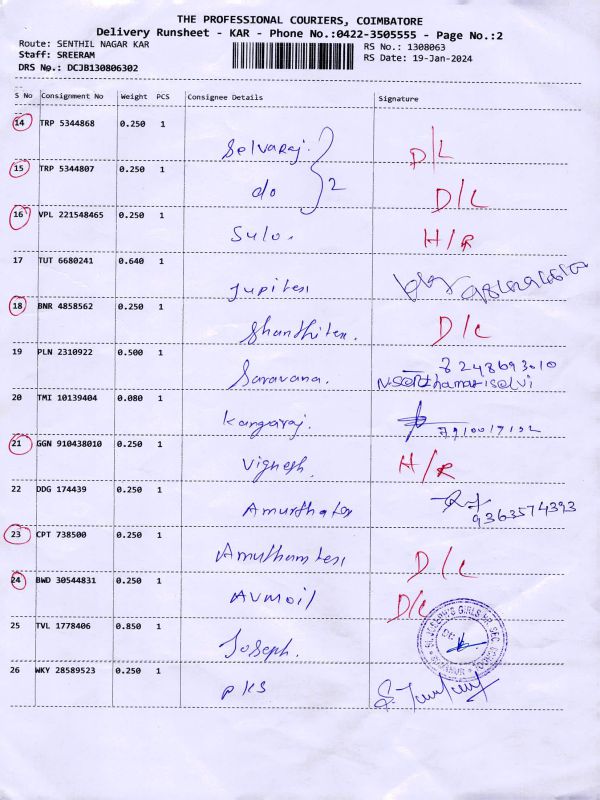 THE PROFESSIONAL COURIERS, COIMBATORE
Delivery Runsheet - KAR - Phone No.:0422-3505555 - Page No.:2
Route: SENTHIL NAGAR KAR
RS No.: 1308063
Staff: SREERAM
RS Date: 19-Jan-2024
DRS No.: DCJB130806302
S No Consignment No Weight PCS Consignee Details Signature
14 TRP 5344868 0.250 1 Selvaraj. D/L
15 TRP 5344807 0.250 1 do } 2 D/C
16 VPL 221548465 0.250 1 Sulo. H/R
17 TUT 6680241 0.640 1 Jupiter
18 BNR 4858562 0.250 1 D/C
19 PLN 2310922 0.500 1 Saravana. 8248693010
20 TMI 10139404 0.080 1 Kangaraj.
21 GGN 910438010 0.250 1 Vignesh. H/R
22 DDG 174439 0.250 1 9363574393
23 CPT 738500 0.250 1 D/C
24 BWD 30544831 0.250 1 AVMoil D/C
25 TVL 1778406 0.850 1 Joseph.
26 WKY 28589523 0.250 1 PKS